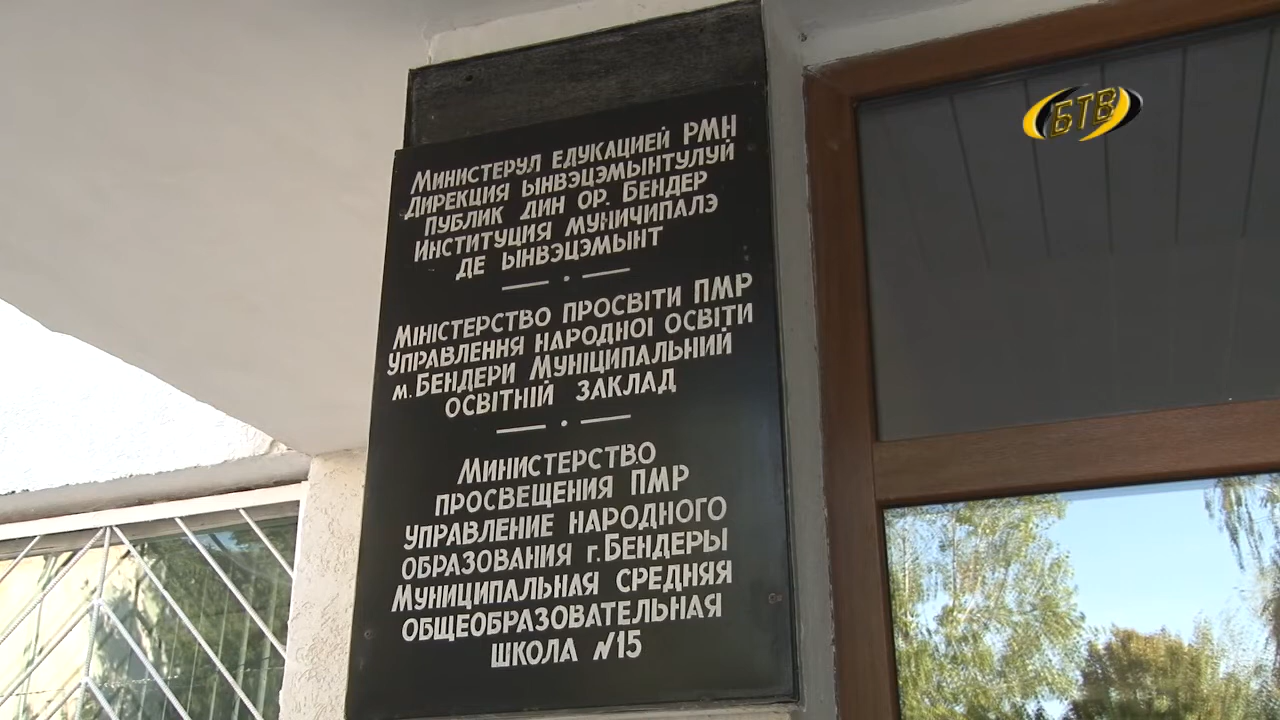 БТВ
Министерул едукацией РМН
Дирекция ынвэцэмынтулуй
публик дин ор. Бендер
институция муничипалэ
де ынвэцэмынт
Міністерство просвіти ПМР
Управлення народноі освіти
м. Бендери Муніципальний
освітній заклад
Министерство
просвещения ПМР
управление народного
образования г. Бендеры
Муниципальная средняя
общеобразовательная
школа №15